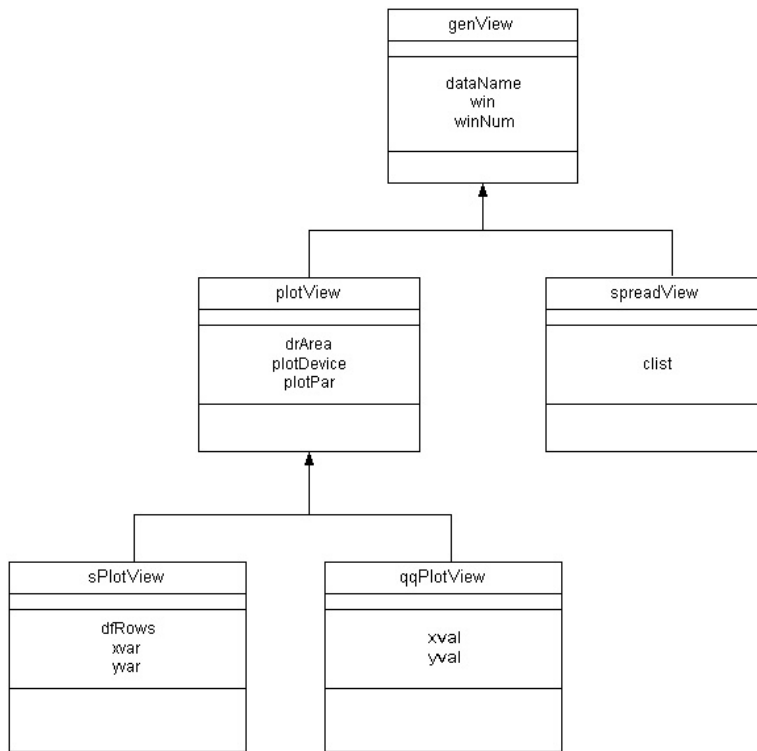 genView
dataName
win
winNum
plotView
drArea
plotDevice
plotPar
spreadView
clist
sPlotView
dfRows
xvar
yvar
qqPlotView
xval
yval